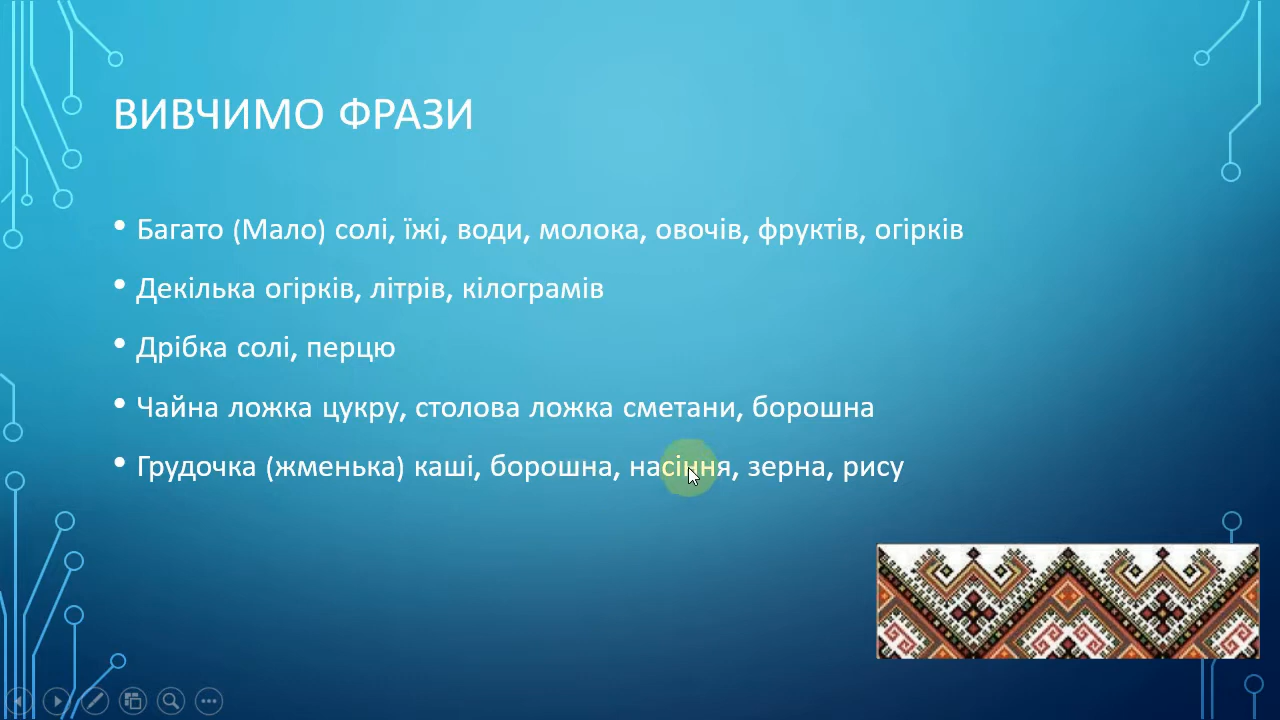 ВИВЧИМО ФРАЗИ
• Багато (Мало) солі, їжі, води, молока, овочів, фруктів, огірків
• Декілька огірків, літрів, кілограмів
• Дрібка солі, перцю
• Чайна ложка цукру, столова ложка сметани, борошна
• Грудочка (жменька) каші, борошна, насіння, зерна, рису